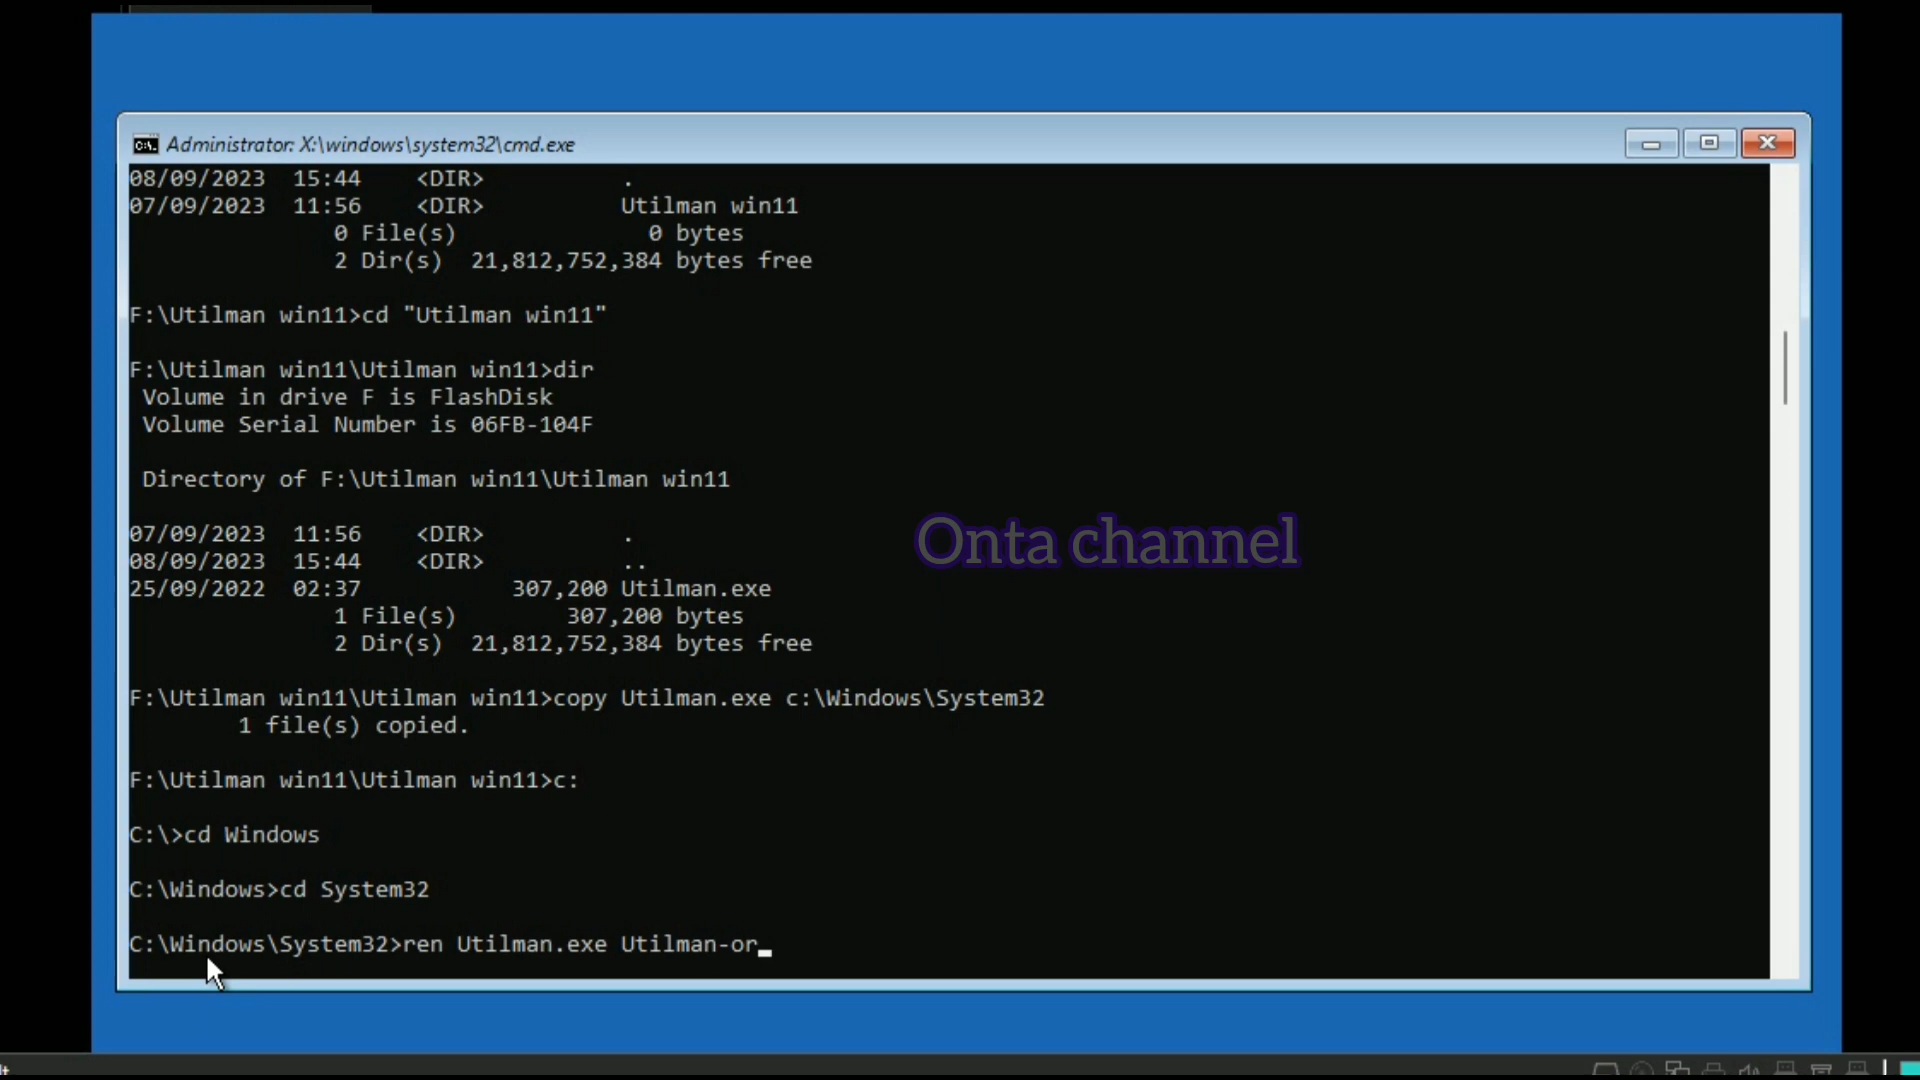 Administrator: X:\windows\system32\cmd.exe
08/09/2023  15:44    <DIR>          .
07/09/2023  11:56    <DIR>          Utilman win11
               0 File(s)              0 bytes
               2 Dir(s)  21,812,752,384 bytes free
F:\Utilman win11>cd "Utilman win11"
F:\Utilman win11\Utilman win11>dir
 Volume in drive F is FlashDisk
 Volume Serial Number is 06FB-104F
 Directory of F:\Utilman win11\Utilman win11
07/09/2023  11:56    <DIR>          .
08/09/2023  15:44    <DIR>          ..
25/09/2022  02:37           307,200 Utilman.exe
               1 File(s)        307,200 bytes
               2 Dir(s)  21,812,752,384 bytes free
Onta channel
F:\Utilman win11\Utilman win11>copy Utilman.exe c:\Windows\System32
        1 file(s) copied.
F:\Utilman win11\Utilman win11>c:
C:\>cd Windows
C:\Windows>cd System32
C:\Windows\System32>ren Utilman.exe Utilman-or